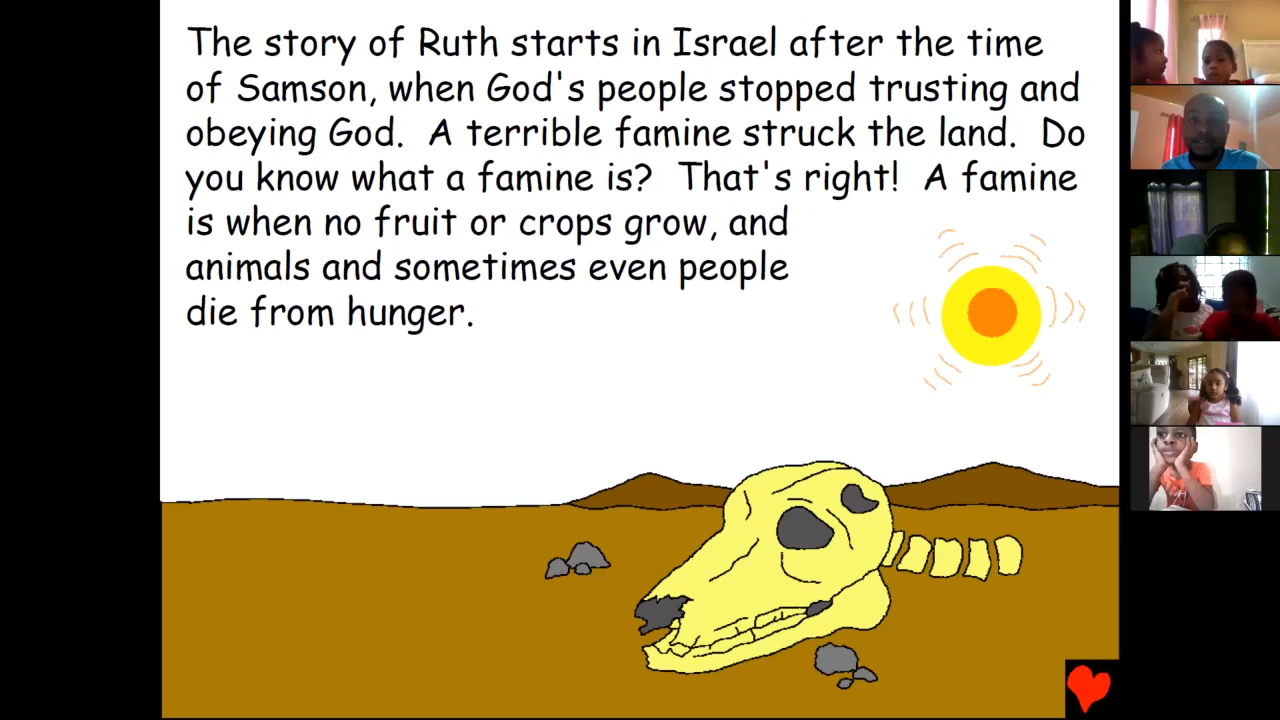 The story of Ruth starts in Israel after the time
of Samson, when God's people stopped trusting and
obeying God.  A terrible famine struck the land.  Do
you know what a famine is?  That's right!  A famine
is when no fruit or crops grow, and
animals and sometimes even people
die from hunger.